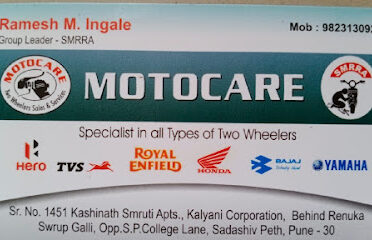 Ramesh M. Ingale
Mob : 982313092
Group Leader - SMRRA
MOTOCARE
Two Wheelers Sales & Services
MOTOCARE
SMRRA
Specialist in all Types of Two Wheelers
Hero
TVS
ROYAL
ENFIELD
HONDA
BAJAJ
YAMAHA
Sr. No. 1451 Kashinath Smruti Apts., Kalyani Corporation, Behind Renuka
Swrup Galli, Opp.S.P.College Lane, Sadashiv Peth, Pune - 30